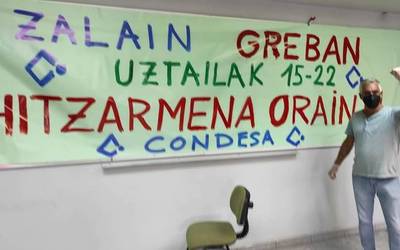 ZALAIN GREBAN
UZTAILAK 15-22
HITZARMENA ORAIN
CONDESA